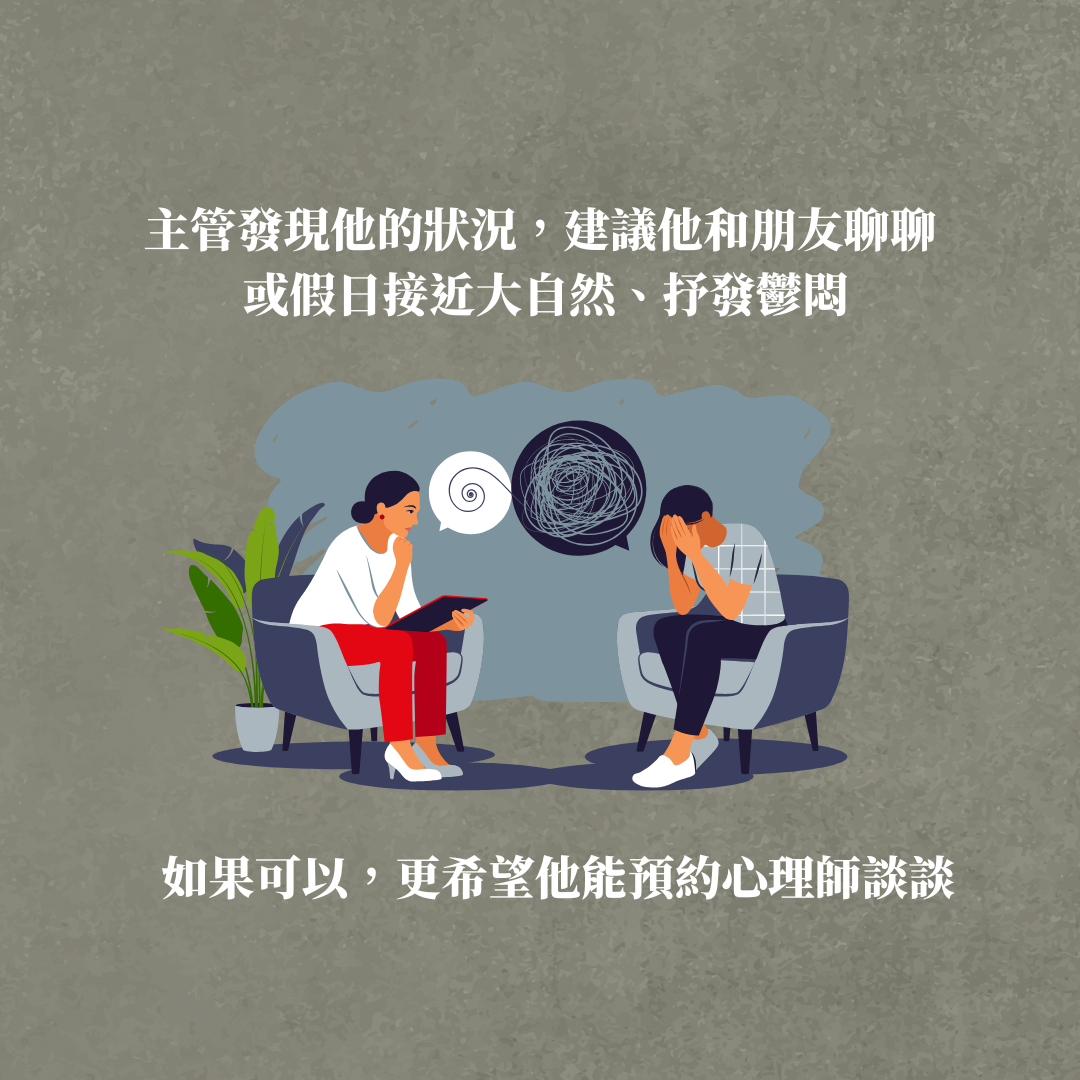 主管發現他的狀況，建議他和朋友聊聊
或假日接近大自然、抒發鬱悶
如果可以，更希望他能預約心理師談談